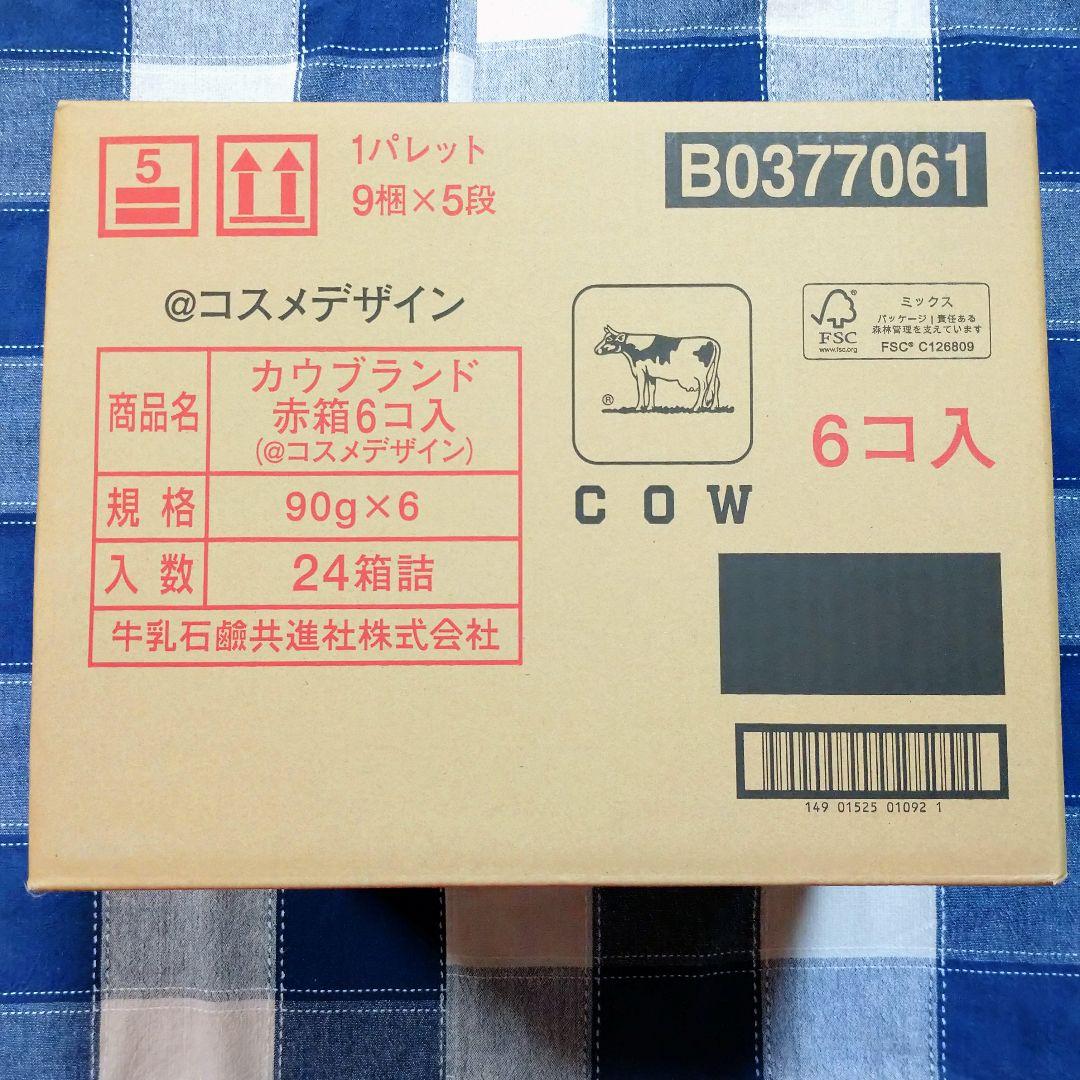 5
1パレット
9梱×5段
B0377061
@コスメデザイン
商品名
カウブランド
赤箱6コ入
(@コスメデザイン)
規格
90g×6
入数
24箱詰
牛乳石鹼共進社株式会社
®
COW
FSC®
www.fsc.org
ミックス
パッケージ|責任ある
森林管理を支えています
FSC® C126809
6コ入
149 01525 01092 1